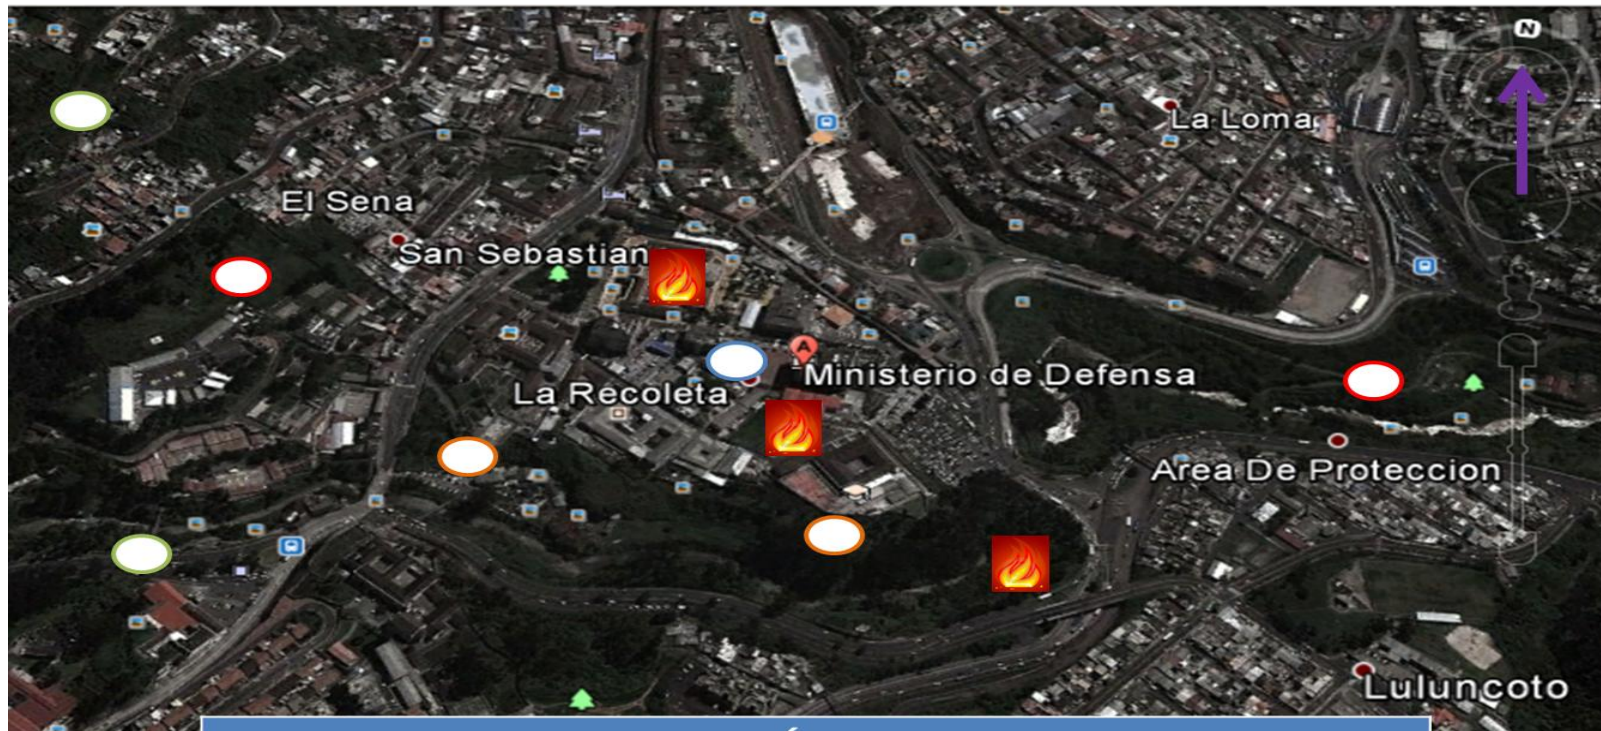 N
La Loma
El Sena
San Sebastian
A
Ministerio de Defensa
La Recoleta
Area De Proteccion
Luluncoto